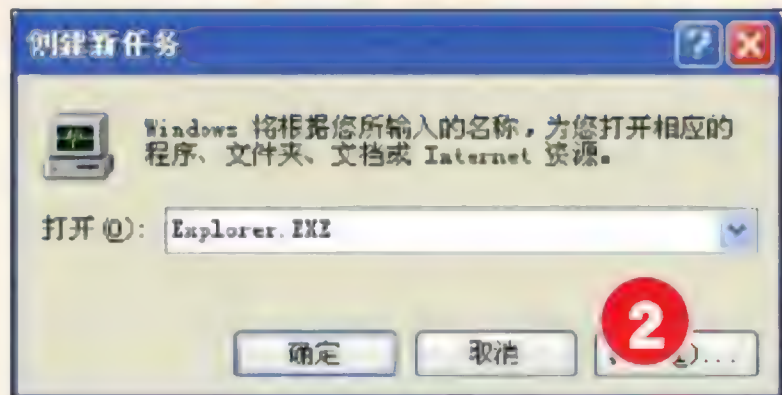 创建新任务
Windows 将根据您所输入的名称，为您打开相应的
程序、文件夹、文档或 Internet 资源。
打开(O): Explorer.EXE
确定 取消
2